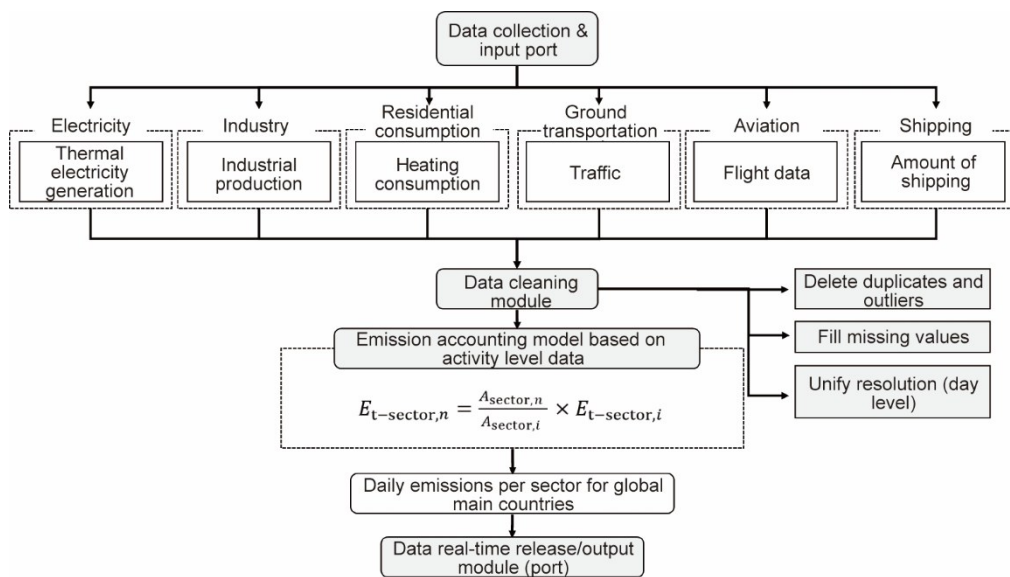 Data collection &
input port
Electricity
Industry
Residential
consumption
Ground
transportation
Aviation
Shipping
Thermal
electricity
generation
Industrial
production
Heating
consumption
Traffic
Flight data
Amount of
shipping
Data cleaning
module
Delete duplicates and
outliers
Fill missing values
Unify resolution (day
level)
Emission accounting model based on
activity level data
E_{t−sector,n} = \frac{A_{sector,n}}{A_{sector,i}} × E_{t−sector,i}
Daily emissions per sector for global
main countries
Data real-time release/output
module (port)